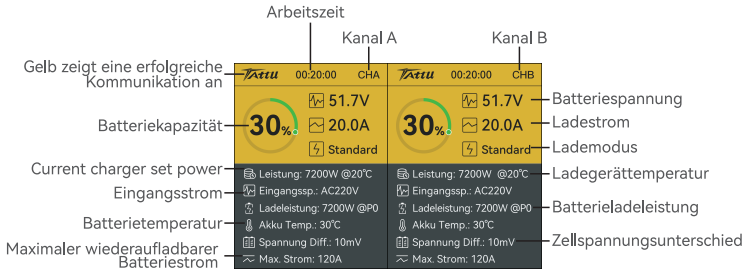 Arbeitszeit
Kanal A
Kanal B
Gelb zeigt eine erfolgreiche
Kommunikation an
TATTU 00:20:00 CHA
TATTU 00:20:00 CHB
Batteriekapazität
30%
51.7V
20.0A
Standard
30%
51.7V
20.0A
Standard
Batteriespannung
Ladestrom
Lademodus
Current charger set power
Eingangsstrom
Batterietemperatur
Maximaler wiederaufladbarer
Batteriestrom
Leistung: 7200W @20℃
Eingangssp.: AC220V
Ladeleistung: 7200W @P0
Akku Temp.: 30℃
Spannung Diff.: 10mV
Max. Strom: 120A
Leistung: 7200W @20℃
Eingangssp.: AC220V
Ladeleistung: 7200W @P0
Akku Temp.: 30℃
Spannung Diff.: 10mV
Max. Strom: 120A
Ladegerättemperatur
Batterieladeleistung
Zellspannungsunterschied